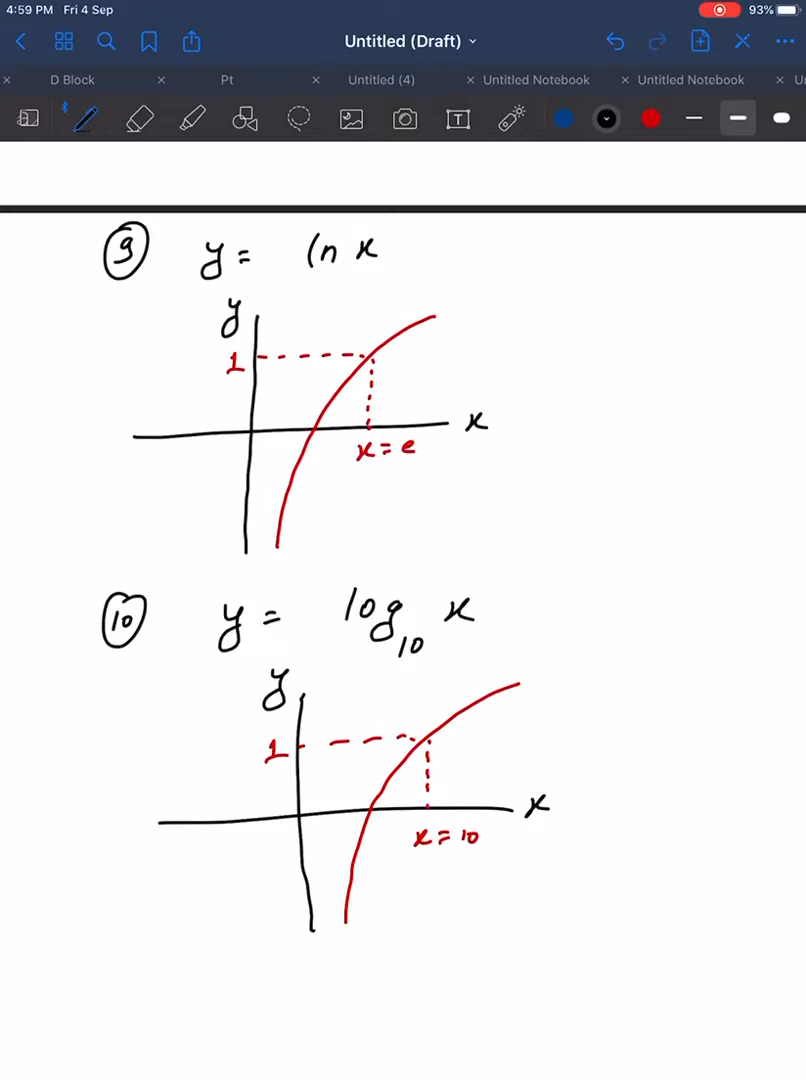 4:59 PM Fri 4 Sep 93%
Untitled (Draft)
D Block Pt Untitled (4) Untitled Notebook Untitled Notebook
T
9 y = ln x
y
1
x
x = e
10 y = log₁₀ x
y
1
x
x = 10